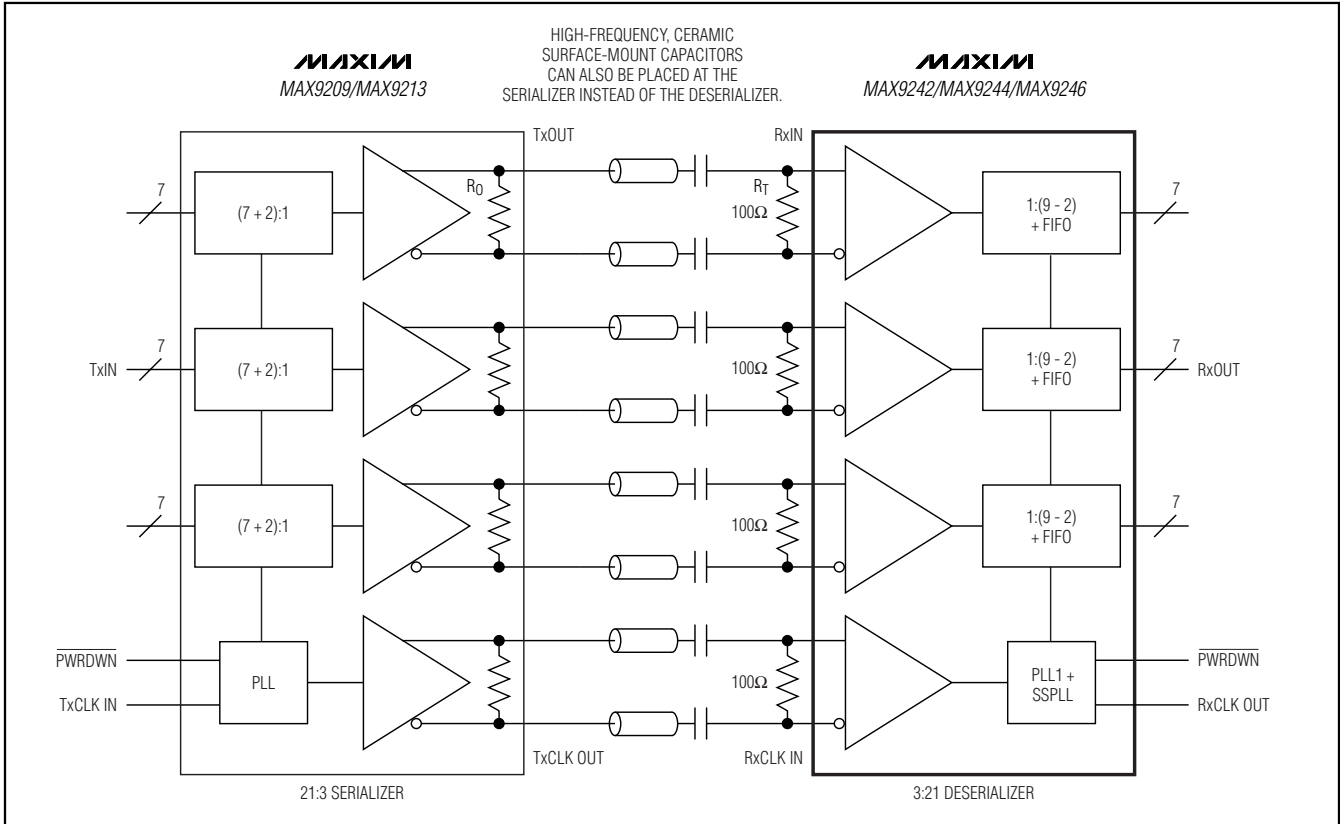 HIGH-FREQUENCY, CERAMIC
SURFACE-MOUNT CAPACITORS
CAN ALSO BE PLACED AT THE
SERIALIZER INSTEAD OF THE DESERIALIZER.
MAXIM
MAX9209/MAX9213
MAXIM
MAX9242/MAX9244/MAX9246
TxOUT
RxIN
7
(7 + 2):1
RO
RT
100Ω
1:(9 - 2)
+ FIFO
7
TxIN
7
(7 + 2):1
100Ω
1:(9 - 2)
+ FIFO
7
RxOUT
7
(7 + 2):1
100Ω
1:(9 - 2)
+ FIFO
7
PWRDWN
TxCLK IN
PLL
100Ω
PLL1 +
SSPLL
PWRDWN
RxCLK OUT
TxCLK OUT
RxCLK IN
21:3 SERIALIZER
3:21 DESERIALIZER